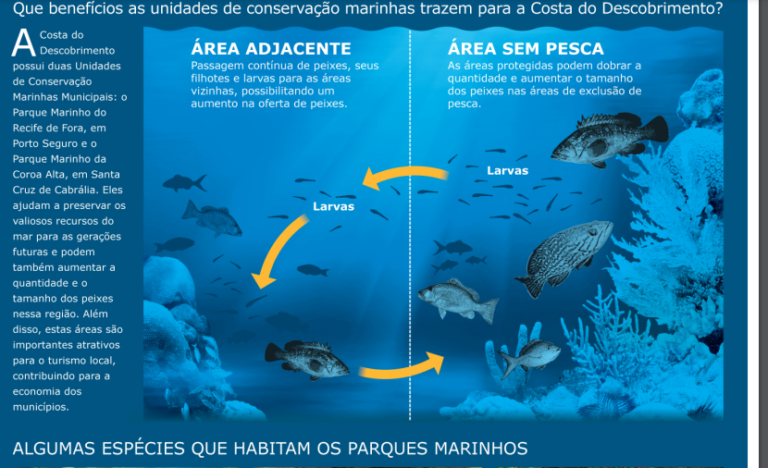 Que benefícios as unidades de conservação marinhas trazem para a Costa do Descobrimento?
A Costa do
Descobrimento
possui duas Unidades
de Conservação
Marinhas Municipais: o
Parque Marinho do
Recife de Fora, em
Porto Seguro e o
Parque Marinho da
Coroa Alta, em Santa
Cruz de Cabrália. Eles
ajudam a preservar os
valiosos recursos do
mar para as gerações
futuras e podem
também aumentar a
quantidade e o
tamanho dos peixes
nessa região. Além
disso, estas áreas são
importantes atrativos
para o turismo local,
contribuindo para a
economia dos
municípios.
ÁREA ADJACENTE
Passagem contínua de peixes, seus
filhotes e larvas para as áreas
vizinhas, possibilitando um
aumento na oferta de peixes.
ÁREA SEM PESCA
As áreas protegidas podem dobrar a
quantidade e aumentar o tamanho
dos peixes nas áreas de exclusão de
pesca.
Larvas
Larvas
ALGUMAS ESPÉCIES QUE HABITAM OS PARQUES MARINHOS